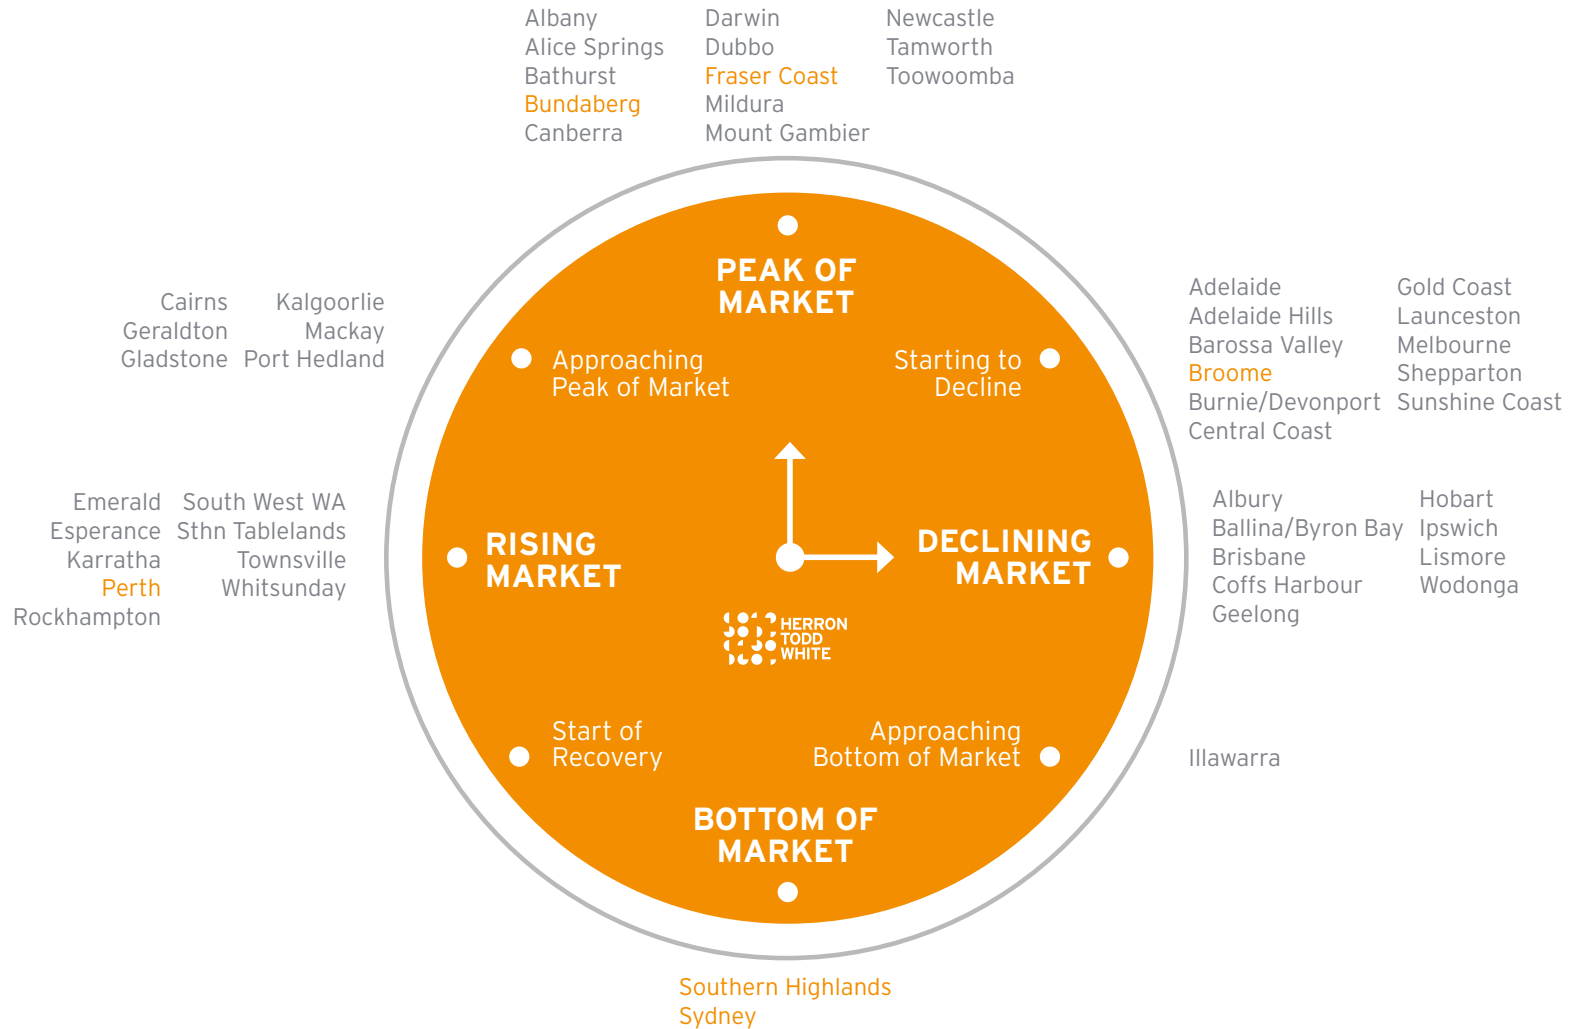 Albany
Alice Springs
Bathurst
Bundaberg
Canberra
Darwin
Dubbo
Fraser Coast
Mildura
Mount Gambier
Newcastle
Tamworth
Toowoomba
PEAK OF
MARKET
Cairns
Geraldton
Gladstone
Kalgoorlie
Mackay
Port Hedland
Approaching
Peak of Market
Starting to
Decline
Adelaide
Adelaide Hills
Barossa Valley
Broome
Burnie/Devonport
Central Coast
Gold Coast
Launceston
Melbourne
Shepparton
Sunshine Coast
Emerald
Esperance
Karratha
Perth
Rockhampton
South West WA
Sthn Tablelands
Townsville
Whitsunday
RISING
MARKET
DECLINING
MARKET
Albury
Ballina/Byron Bay
Brisbane
Coffs Harbour
Geelong
Hobart
Ipswich
Lismore
Wodonga
HERRON
TODD
WHITE
Start of
Recovery
Approaching
Bottom of Market
Illawarra
BOTTOM OF
MARKET
Southern Highlands
Sydney